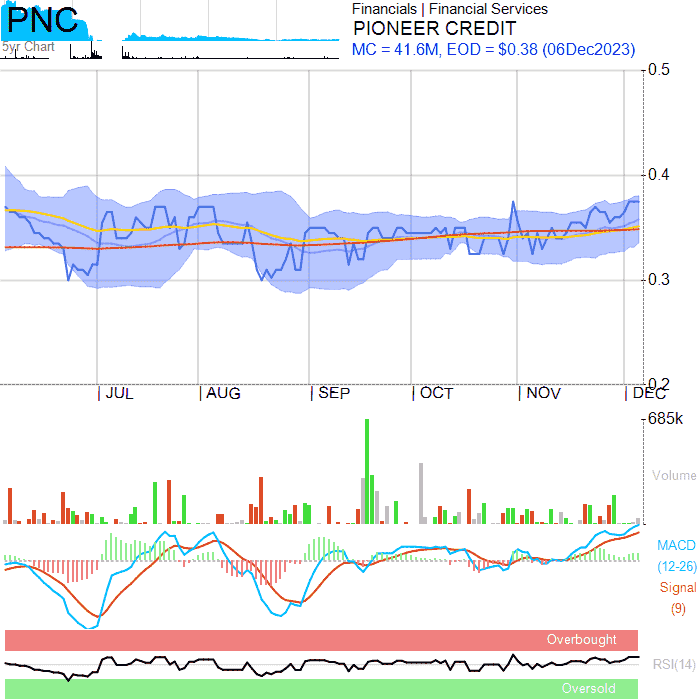 PNC
5yr Chart
Financials | Financial Services
PIONEER CREDIT
MC = 41.6M, EOD = $0.38 (06Dec2023)
0.5
0.4
0.3
0.2
JUL
AUG
SEP
OCT
NOV
DEC
685k
Volume
MACD
(12-26)
Signal
(9)
Overbought
RSI(14)
Oversold